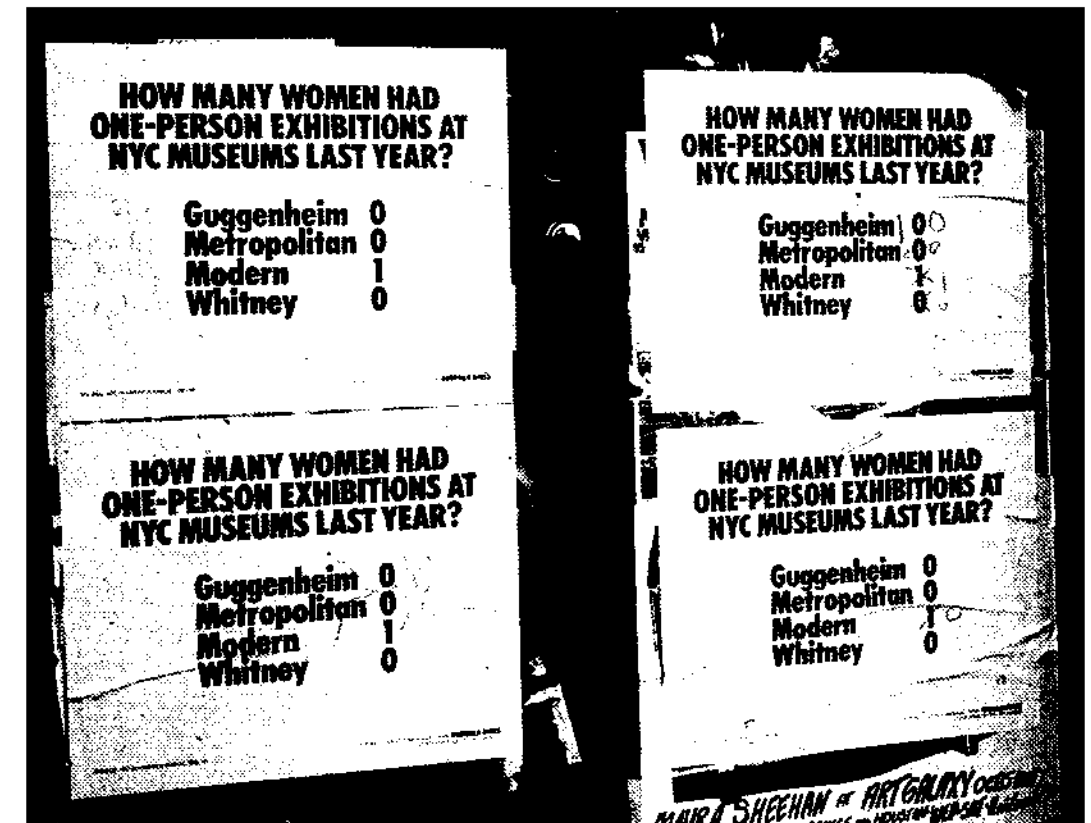 HOW MANY WOMEN HAD
ONE-PERSON EXHIBITIONS AT
NYC MUSEUMS LAST YEAR?
Guggenheim 0
Metropolitan 0
Modern 1
Whitney 0
HOW MANY WOMEN HAD
ONE-PERSON EXHIBITIONS AT
NYC MUSEUMS LAST YEAR?
Guggenheim 0
Metropolitan 0
Modern 1
Whitney 0
HOW MANY WOMEN HAD
ONE-PERSON EXHIBITIONS AT
NYC MUSEUMS LAST YEAR?
Guggenheim 0
Metropolitan 0
Modern 1
Whitney 0
HOW MANY WOMEN HAD
ONE-PERSON EXHIBITIONS AT
NYC MUSEUMS LAST YEAR?
Guggenheim 0
Metropolitan 0
Modern 1
Whitney 0
MAURA SHEEHAN AT ART GALAXY